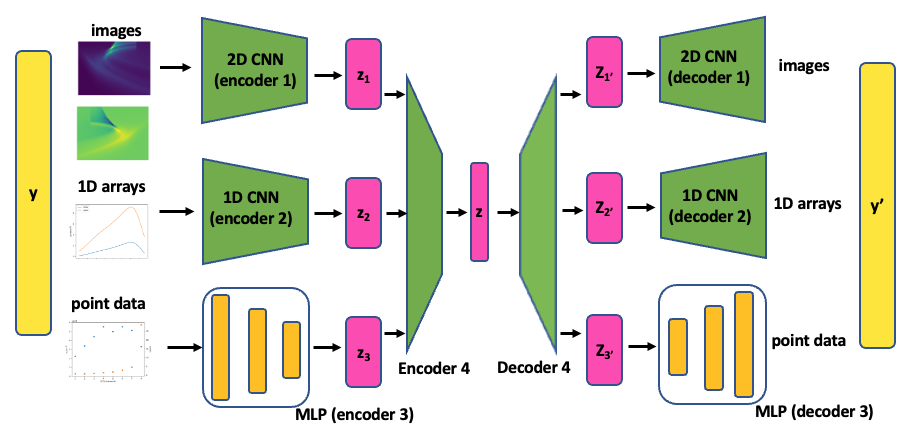 images
y
2D CNN
(encoder 1)
z1
Z1′
2D CNN
(decoder 1)
images
y’
1D arrays
1D CNN
(encoder 2)
z2
z
Z2′
1D CNN
(decoder 2)
1D arrays
point data
z3
Encoder 4
Decoder 4
Z3′
point data
MLP (encoder 3)
MLP (decoder 3)